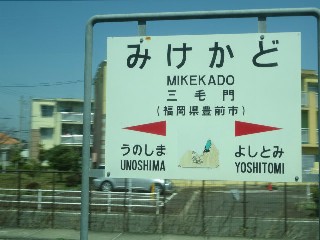 みけかど
MIKEKADO
三毛門
(福岡県豊前市)
うのしま よしとみ
UNOSHIMA YOSHITOMI